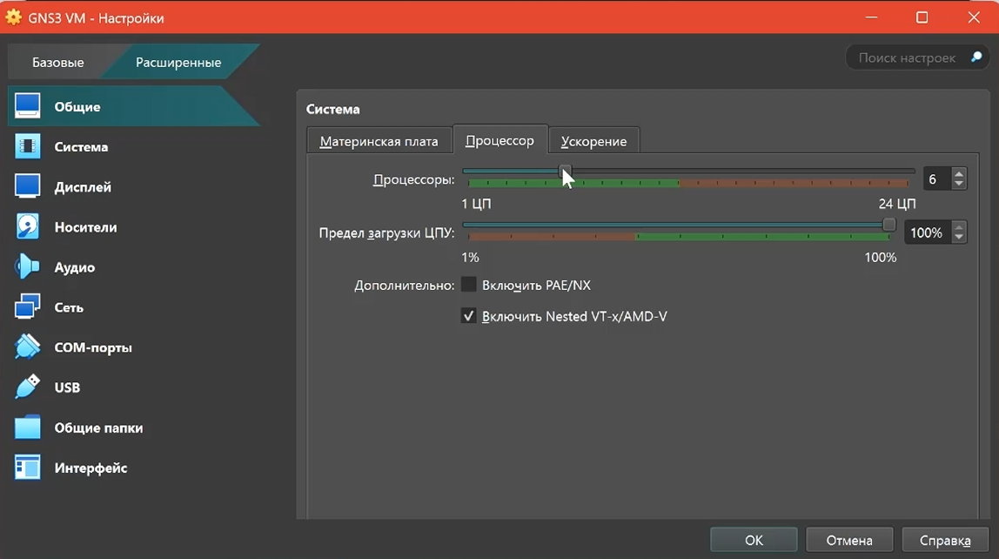 GNS3 VM - Настройки
Базовые
Расширенные
Поиск настроек
Общие
Система
Дисплей
Носители
Аудио
Сеть
COM-порты
USB
Общие папки
Интерфейс
Система
Материнская плата
Процессор
Ускорение
Процессоры:
6
1 ЦП
24 ЦП
Предел загрузки ЦПУ:
100%
1%
100%
Дополнительно:
Включить PAE/NX
Включить Nested VT-x/AMD-V
OK
Отмена
Справка